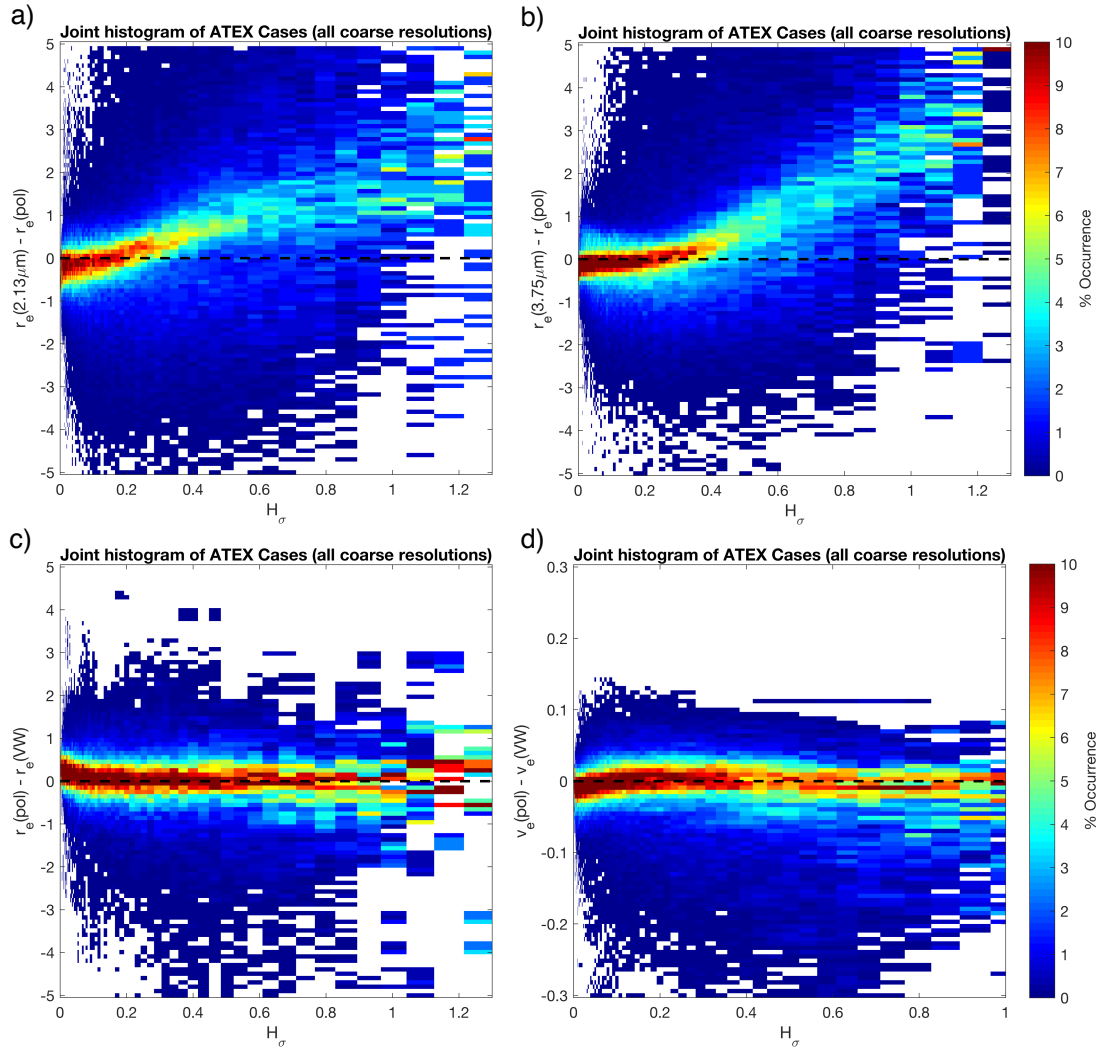 a)
Joint histogram of ATEX Cases (all coarse resolutions)
r_e(2.13μm) - r_e(pol)
5
4
3
2
1
0
-1
-2
-3
-4
-5
0 0.2 0.4 0.6 0.8 1 1.2
H_σ
b)
Joint histogram of ATEX Cases (all coarse resolutions)
r_e(3.75μm) - r_e(pol)
5
4
3
2
1
0
-1
-2
-3
-4
-5
0 0.2 0.4 0.6 0.8 1 1.2
H_σ
10
9
8
7
6
5
4
3
2
1
0
% Occurrence
c)
Joint histogram of ATEX Cases (all coarse resolutions)
r_e(pol) - r_e(VW)
5
4
3
2
1
0
-1
-2
-3
-4
-5
0 0.2 0.4 0.6 0.8 1 1.2
H_σ
d)
Joint histogram of ATEX Cases (all coarse resolutions)
v_e(pol) - v_e(VW)
0.3
0.2
0.1
0
-0.1
-0.2
-0.3
0 0.2 0.4 0.6 0.8 1
H_σ
10
9
8
7
6
5
4
3
2
1
0
% Occurrence